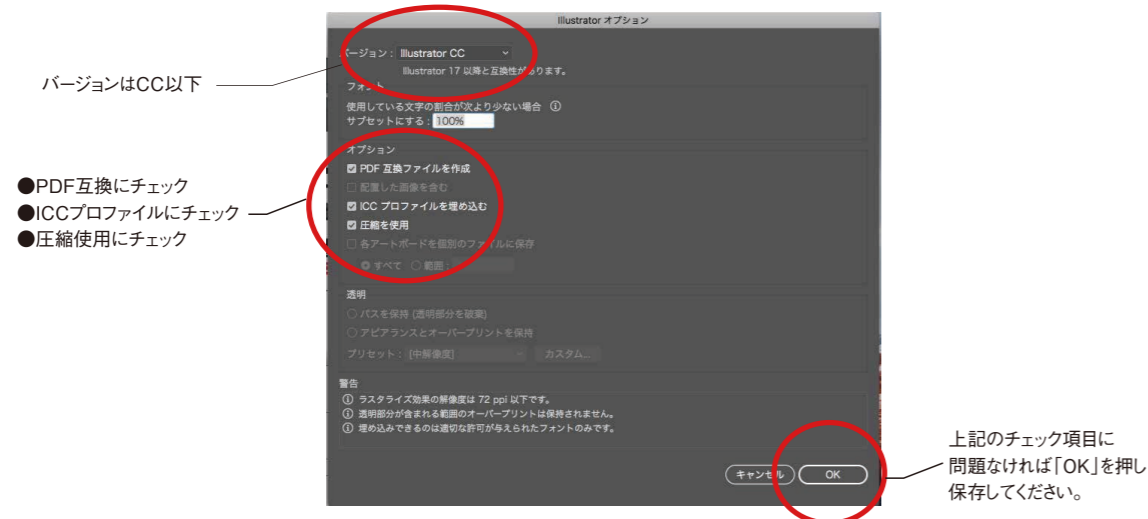 Illustrator オプション
バージョン : Illustrator CC
Illustrator 17 以降と互換性があります。
バージョンはCC以下
フォント
使用している文字の割合が次より少ない場合
サブセットにする : 100%
オプション
PDF 互換ファイルを作成
配置した画像を含む
ICC プロファイルを埋め込む
圧縮を使用
各アートボードを個別のファイルに保存
すべて 範囲 :
●PDF互換にチェック
●ICCプロファイルにチェック
●圧縮使用にチェック
透明
パスを保持 (透明部分を破棄)
アピアランスとオーバープリントを保持
プリセット : [中解像度] カスタム...
警告
ラスタライズ効果の解像度は 72 ppi 以下です。
透明部分が含まれる範囲のオーバープリントは保持されません。
埋め込みできるのは適切な許可が与えられたフォントのみです。
キャンセル OK
上記のチェック項目に
問題なければ「OK」を押し
保存してください。